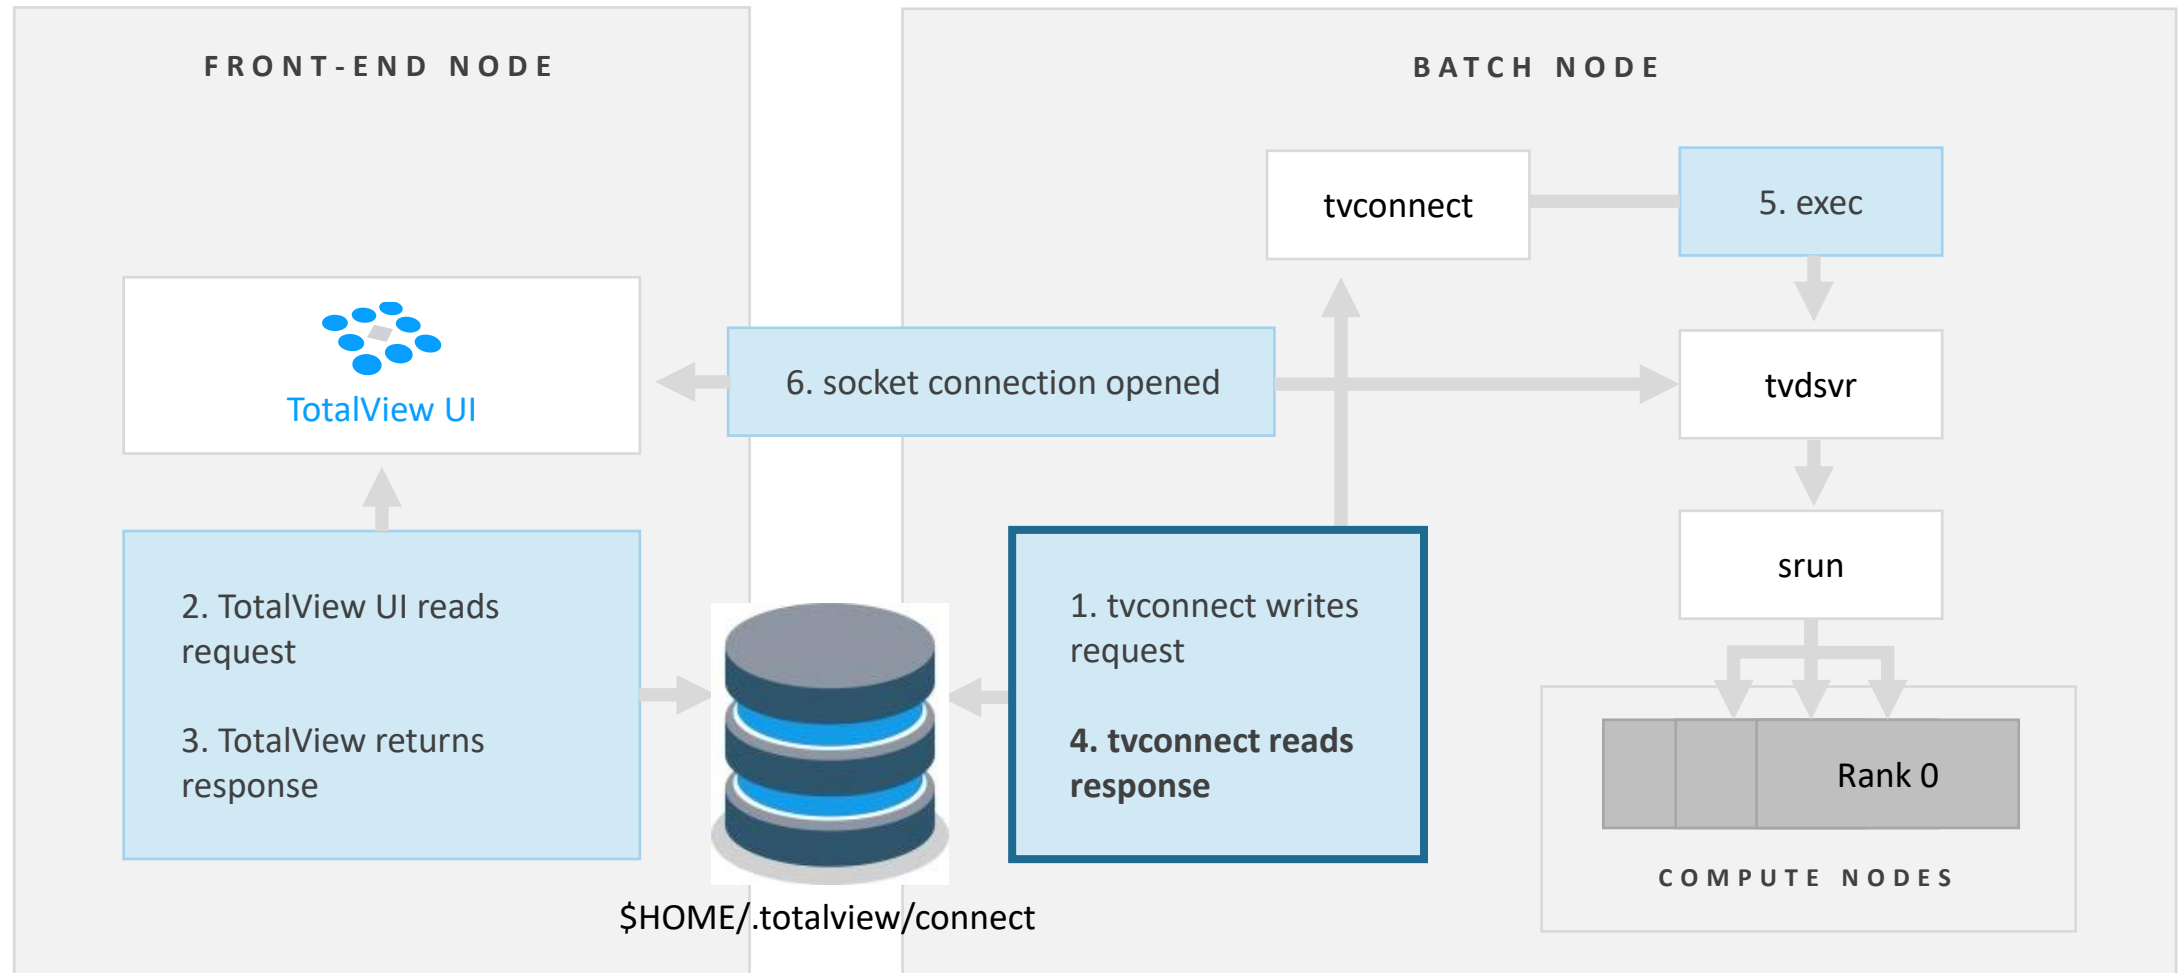 FRONT-END NODE
BATCH NODE
tvconnect
5. exec
TotalView UI
6. socket connection opened
tvdsvr
srun
2. TotalView UI reads
request
3. TotalView returns
response
1. tvconnect writes
request
4. tvconnect reads
response
Rank 0
COMPUTE NODES
$HOME/.totalview/connect